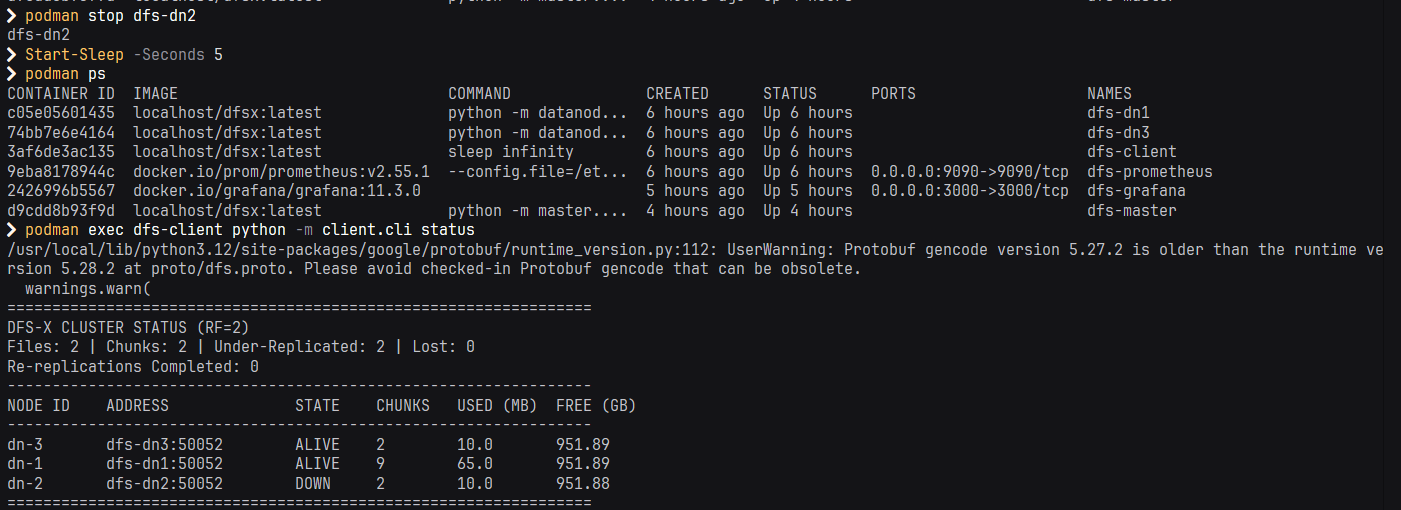 ❯ podman stop dfs-dn2
dfs-dn2
❯ Start-Sleep -Seconds 5
❯ podman ps
CONTAINER ID  IMAGE                              COMMAND               CREATED      STATUS      PORTS                   NAMES
c05e05601435  localhost/dfsx:latest              python -m datanod...  6 hours ago  Up 6 hours                          dfs-dn1
74bb7e6e4164  localhost/dfsx:latest              python -m datanod...  6 hours ago  Up 6 hours                          dfs-dn3
3af6de3ac135  localhost/dfsx:latest              sleep infinity        6 hours ago  Up 6 hours                          dfs-client
9eba8178944c  docker.io/prom/prometheus:v2.55.1  --config.file=/et...  6 hours ago  Up 6 hours  0.0.0.0:9090->9090/tcp  dfs-prometheus
2426996b5567  docker.io/grafana/grafana:11.3.0                         5 hours ago  Up 5 hours  0.0.0.0:3000->3000/tcp  dfs-grafana
d9cdd8b93f9d  localhost/dfsx:latest              python -m master....  4 hours ago  Up 4 hours                          dfs-master
❯ podman exec dfs-client python -m client.cli status
/usr/local/lib/python3.12/site-packages/google/protobuf/runtime_version.py:112: UserWarning: Protobuf gencode version 5.27.2 is older than the runtime ve
rsion 5.28.2 at proto/dfs.proto. Please avoid checked-in Protobuf gencode that can be obsolete.
  warnings.warn(
=================================================================
DFS-X CLUSTER STATUS (RF=2)
Files: 2 | Chunks: 2 | Under-Replicated: 2 | Lost: 0
Re-replications Completed: 0
-----------------------------------------------------------------
NODE ID    ADDRESS              STATE    CHUNKS   USED (MB)  FREE (GB)
-----------------------------------------------------------------
dn-3       dfs-dn3:50052        ALIVE    2        10.0       951.89
dn-1       dfs-dn1:50052        ALIVE    9        65.0       951.89
dn-2       dfs-dn2:50052        DOWN     2        10.0       951.88
=================================================================